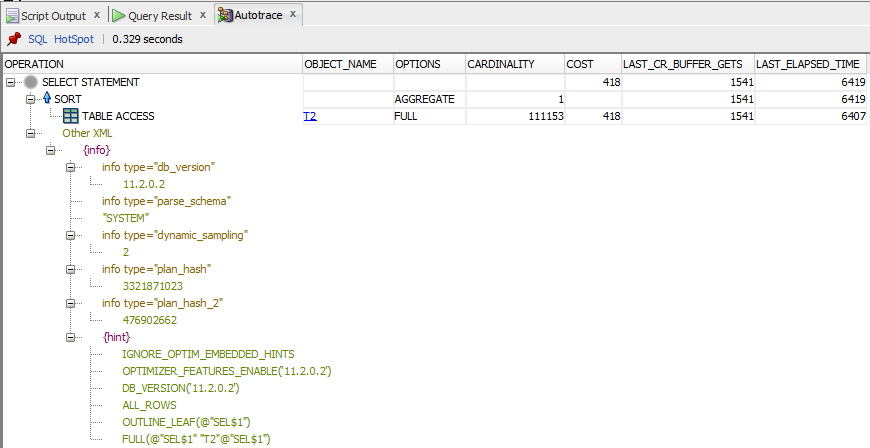 Script Output x Query Result x Autotrace x
SQL HotSpot 0.329 seconds
OPERATION OBJECT_NAME OPTIONS CARDINALITY COST LAST_CR_BUFFER_GETS LAST_ELAPSED_TIME
SELECT STATEMENT 418 1541 6419
SORT AGGREGATE 1 1541 6419
TABLE ACCESS T2 FULL 111153 418 1541 6407
Other XML
{info}
info type="db_version"
11.2.0.2
info type="parse_schema"
"SYSTEM"
info type="dynamic_sampling"
2
info type="plan_hash"
3321871023
info type="plan_hash_2"
476902662
{hint}
IGNORE_OPTIM_EMBEDDED_HINTS
OPTIMIZER_FEATURES_ENABLE('11.2.0.2')
DB_VERSION('11.2.0.2')
ALL_ROWS
OUTLINE_LEAF(@"SEL$1")
FULL(@"SEL$1" "T2"@"SEL$1")